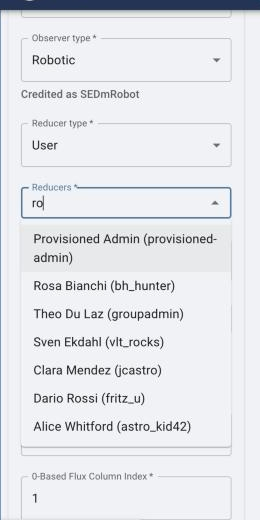 Observer type *
Robotic
Credited as SEDmRobot
Reducer type *
User
Reducers *
ro
Provisioned Admin (provisioned-
admin)
Rosa Bianchi (bh_hunter)
Theo Du Laz (groupadmin)
Sven Ekdahl (vlt_rocks)
Clara Mendez (jcastro)
Dario Rossi (fritz_u)
Alice Whitford (astro_kid42)
0-Based Flux Column Index *
1